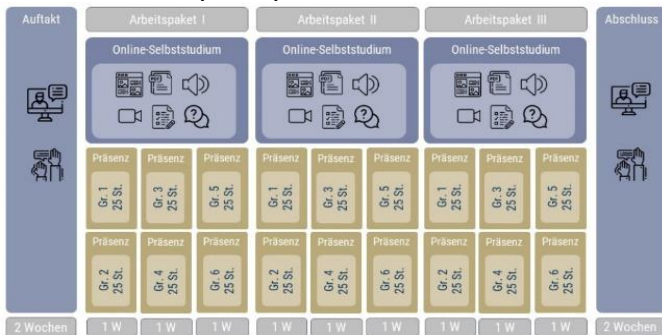 Auftakt
Arbeitspaket I
Arbeitspaket II
Arbeitspaket III
Abschluss
Online-Selbststudium
Online-Selbststudium
Online-Selbststudium
PDF
PDF
PDF
?
?
?
Präsenz
Präsenz
Präsenz
Präsenz
Präsenz
Präsenz
Präsenz
Präsenz
Präsenz
Gr. 1
25 St.
Gr. 3
25 St.
Gr. 5
25 St.
Gr. 1
25 St.
Gr. 3
25 St.
Gr. 5
25 St.
Gr. 1
25 St.
Gr. 3
25 St.
Gr. 5
25 St.
Präsenz
Präsenz
Präsenz
Präsenz
Präsenz
Präsenz
Präsenz
Präsenz
Präsenz
Gr. 2
25 St.
Gr. 4
25 St.
Gr. 6
25 St.
Gr. 2
25 St.
Gr. 4
25 St.
Gr. 6
25 St.
Gr. 2
25 St.
Gr. 4
25 St.
Gr. 6
25 St.
2 Wochen
1 W
1 W
1 W
1 W
1 W
1 W
1 W
1 W
1 W
2 Wochen